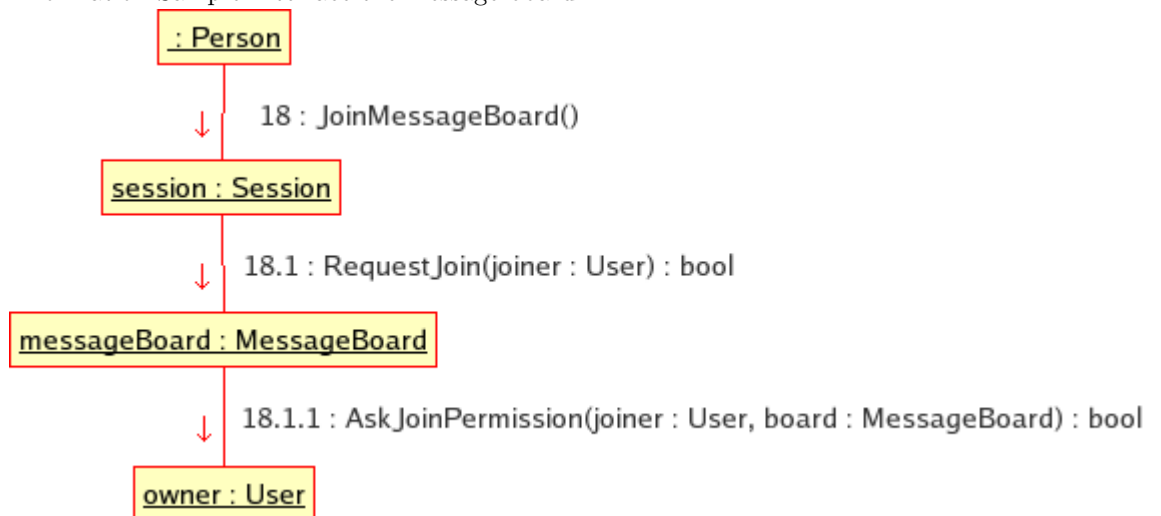 : Person
18 : JoinMessageBoard()
session : Session
18.1 : RequestJoin(joiner : User) : bool
messageBoard : MessageBoard
18.1.1 : AskJoinPermission(joiner : User, board : MessageBoard) : bool
owner : User